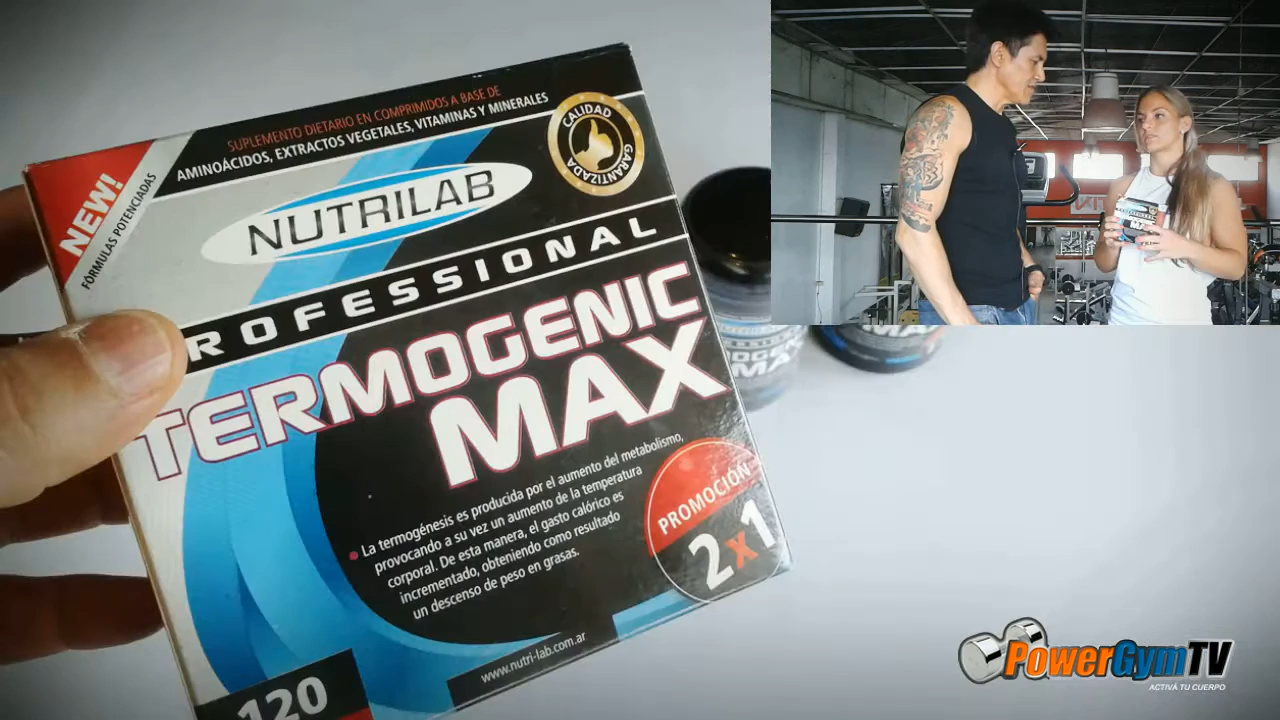 SUPLEMENTO DIETARIO EN COMPRIMIDOS A BASE DE
AMINOÁCIDOS, EXTRACTOS VEGETALES, VITAMINAS Y MINERALES
CALIDAD
GARANTIZADA
NEW!
FÓRMULAS POTENCIADAS
NUTRILAB
ROFESSIONAL
TERMOGENIC
MAX
La termogénesis es producida por el aumento del metabolismo,
provocando a su vez un aumento de la temperatura
corporal. De esta manera, el gasto calórico es
incrementado, obteniendo como resultado
un descenso de peso en grasas.
PROMOCIÓN
2x1
www.nutri-lab.com.ar
120
PowerGymTV
ACTIVÁ TU CUERPO